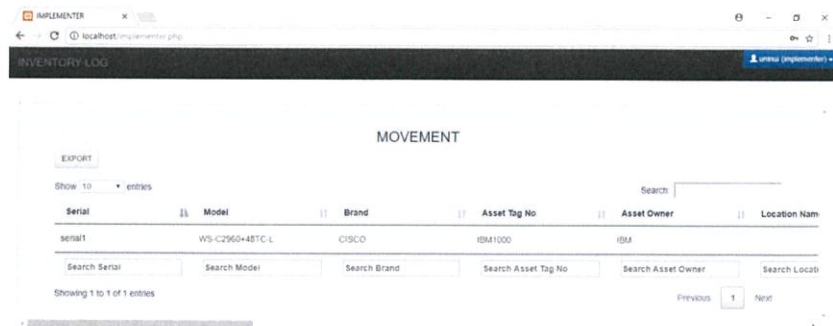 IMPLEMENTER
localhost/implementer.php
INVENTORY LOG
(implementer)
MOVEMENT
EXPORT
Show 10 entries
Search:
Serial Model Brand Asset Tag No Asset Owner Location Nam
serial1 WS-C2960+48TC-L CISCO IBM1000 IBM
Search Serial Search Model Search Brand Search Asset Tag No Search Asset Owner Search Locati
Showing 1 to 1 of 1 entries
Previous 1 Next